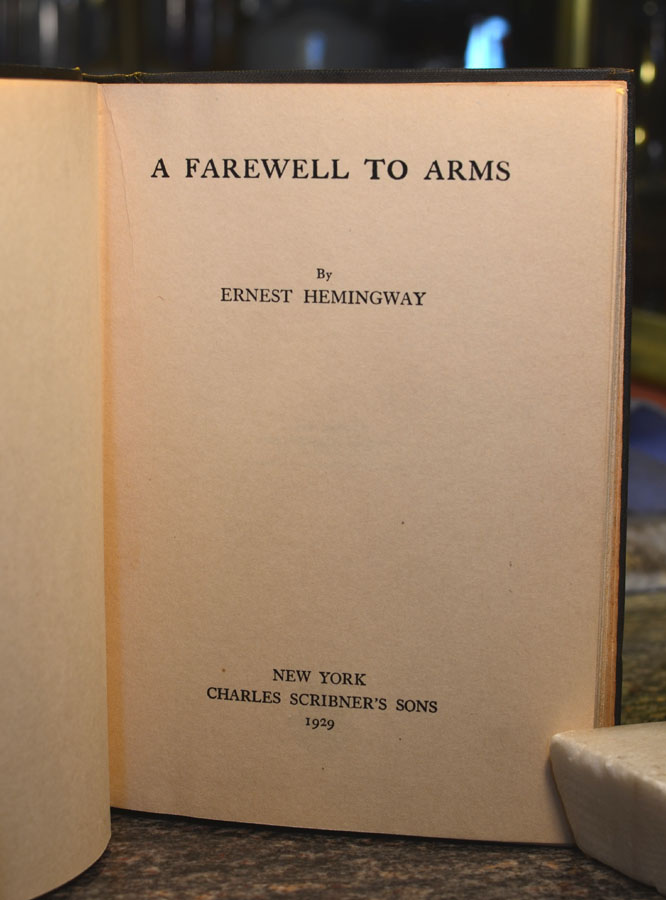 A FAREWELL TO ARMS
By
ERNEST HEMINGWAY
NEW YORK
CHARLES SCRIBNER'S SONS
1929